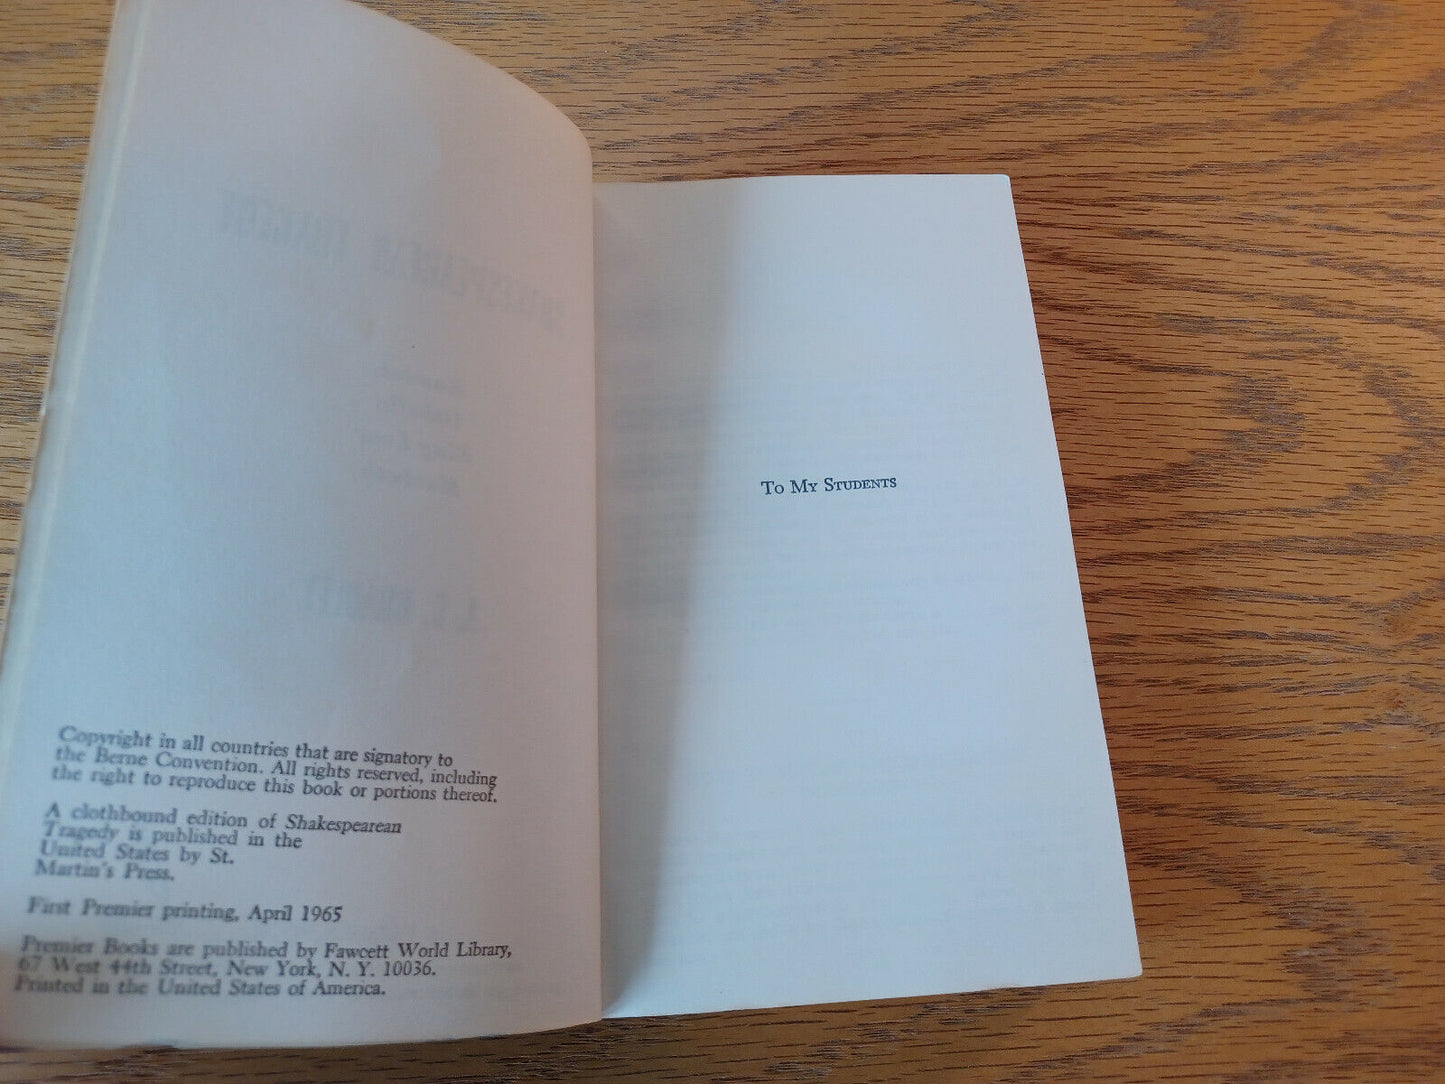 Copyright in all countries that are signatory to
the Berne Convention. All rights reserved, including
the right to reproduce this book or portions thereof.
A clothbound edition of Shakespearean
Tragedy is published in the
United States by St.
Martin's Press.
First Premier printing, April 1965
Premier Books are published by Fawcett World Library,
67 West 44th Street, New York, N. Y. 10036.
Printed in the United States of America.
To My Students